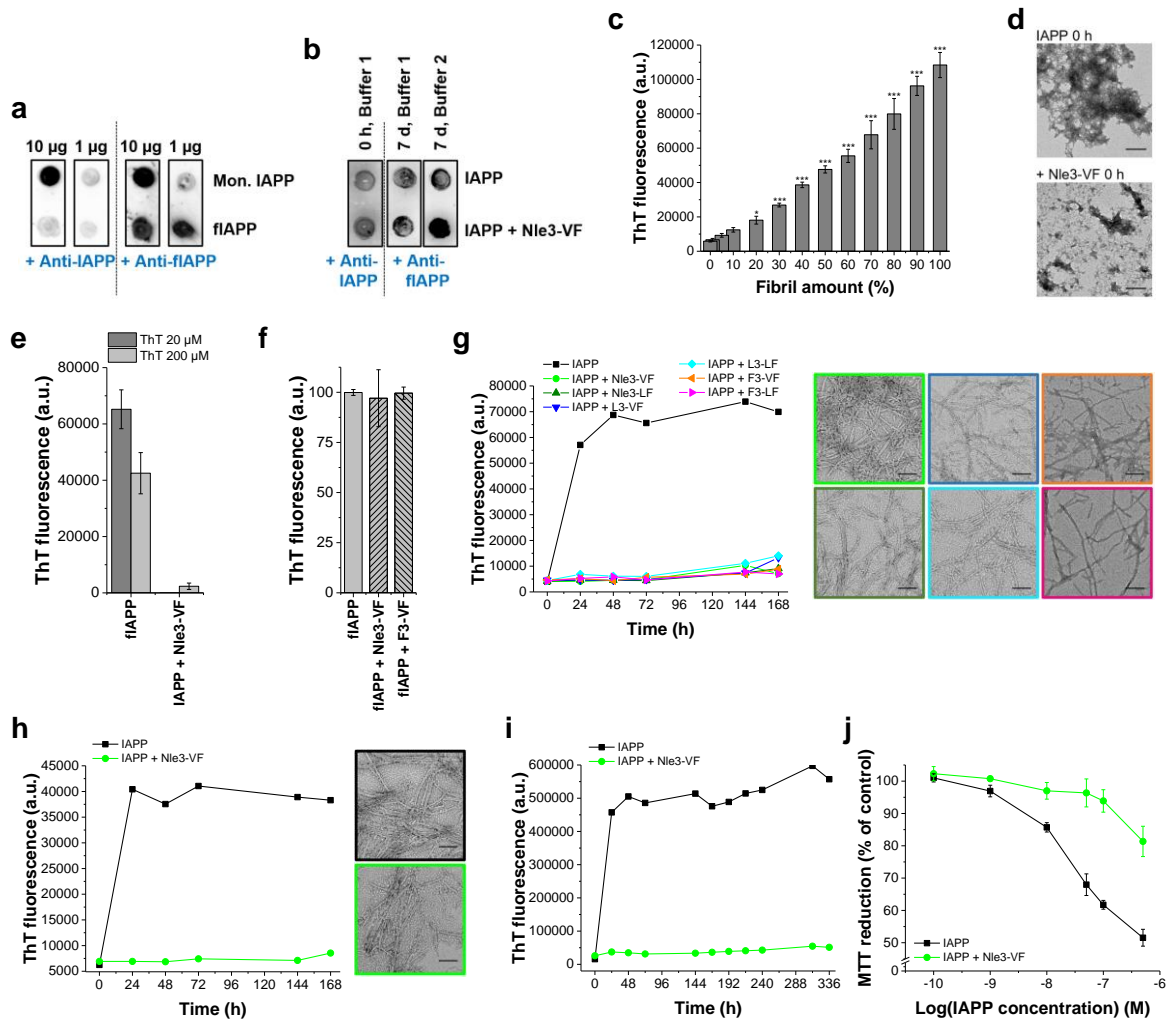 a
10 µg 1 µg 10 µg 1 µg
Mon. IAPP
fIAPP
+ Anti-IAPP + Anti-fIAPP
b
0 h, Buffer 1
7 d, Buffer 1
7 d, Buffer 2
IAPP
IAPP + Nle3-VF
+ Anti- + Anti-
IAPP fIAPP
c
ThT fluorescence (a.u.)
120000
100000
80000
60000
40000
20000
0
* *** *** *** *** *** *** *** ***
0 10 20 30 40 50 60 70 80 90 100
Fibril amount (%)
d
IAPP 0 h
+ Nle3-VF 0 h
e
ThT 20 µM
ThT 200 µM
ThT fluorescence (a.u.)
80000
60000
40000
20000
0
fIAPP
IAPP + Nle3-VF
f
ThT fluorescence (a.u.)
100
75
50
25
0
fIAPP
fIAPP + Nle3-VF
fIAPP + F3-VF
g
IAPP
IAPP + Nle3-VF
IAPP + Nle3-LF
IAPP + L3-VF
IAPP + L3-LF
IAPP + F3-VF
IAPP + F3-LF
ThT fluorescence (a.u.)
80000
70000
60000
50000
40000
30000
20000
10000
0
0 24 48 72 96 120 144 168
Time (h)
h
IAPP
IAPP + Nle3-VF
ThT fluorescence (a.u.)
50000
45000
40000
35000
30000
25000
20000
15000
10000
5000
0 24 48 72 96 120 144 168
Time (h)
i
IAPP
IAPP + Nle3-VF
ThT fluorescence (a.u.)
600000
500000
400000
300000
200000
100000
0
0 48 96 144 192 240 288 336
Time (h)
j
MTT reduction (% of control)
100
90
80
70
60
50
0
IAPP
IAPP + Nle3-VF
-10 -9 -8 -7 -6
Log(IAPP concentration) (M)